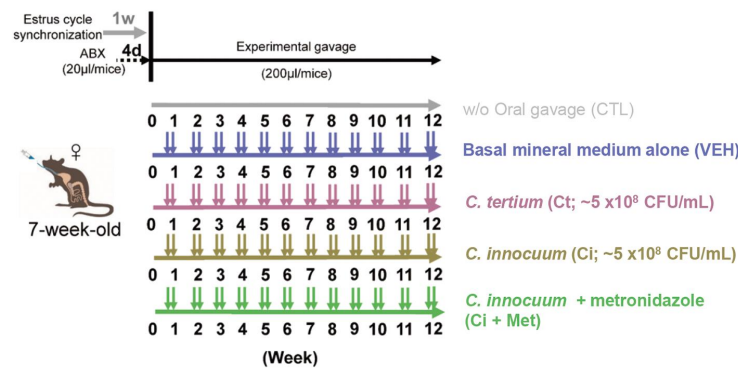 Estrus cycle
synchronization
1w
ABX
(20μl/mice)
4d
Experimental gavage
(200μl/mice)
♀
7-week-old
w/o Oral gavage (CTL)
0 1 2 3 4 5 6 7 8 9 10 11 12
Basal mineral medium alone (VEH)
0 1 2 3 4 5 6 7 8 9 10 11 12
C. tertium (Ct; ~5 x10⁸ CFU/mL)
0 1 2 3 4 5 6 7 8 9 10 11 12
C. innocuum (Ci; ~5 x10⁸ CFU/mL)
0 1 2 3 4 5 6 7 8 9 10 11 12
C. innocuum + metronidazole
(Ci + Met)
0 1 2 3 4 5 6 7 8 9 10 11 12
(Week)